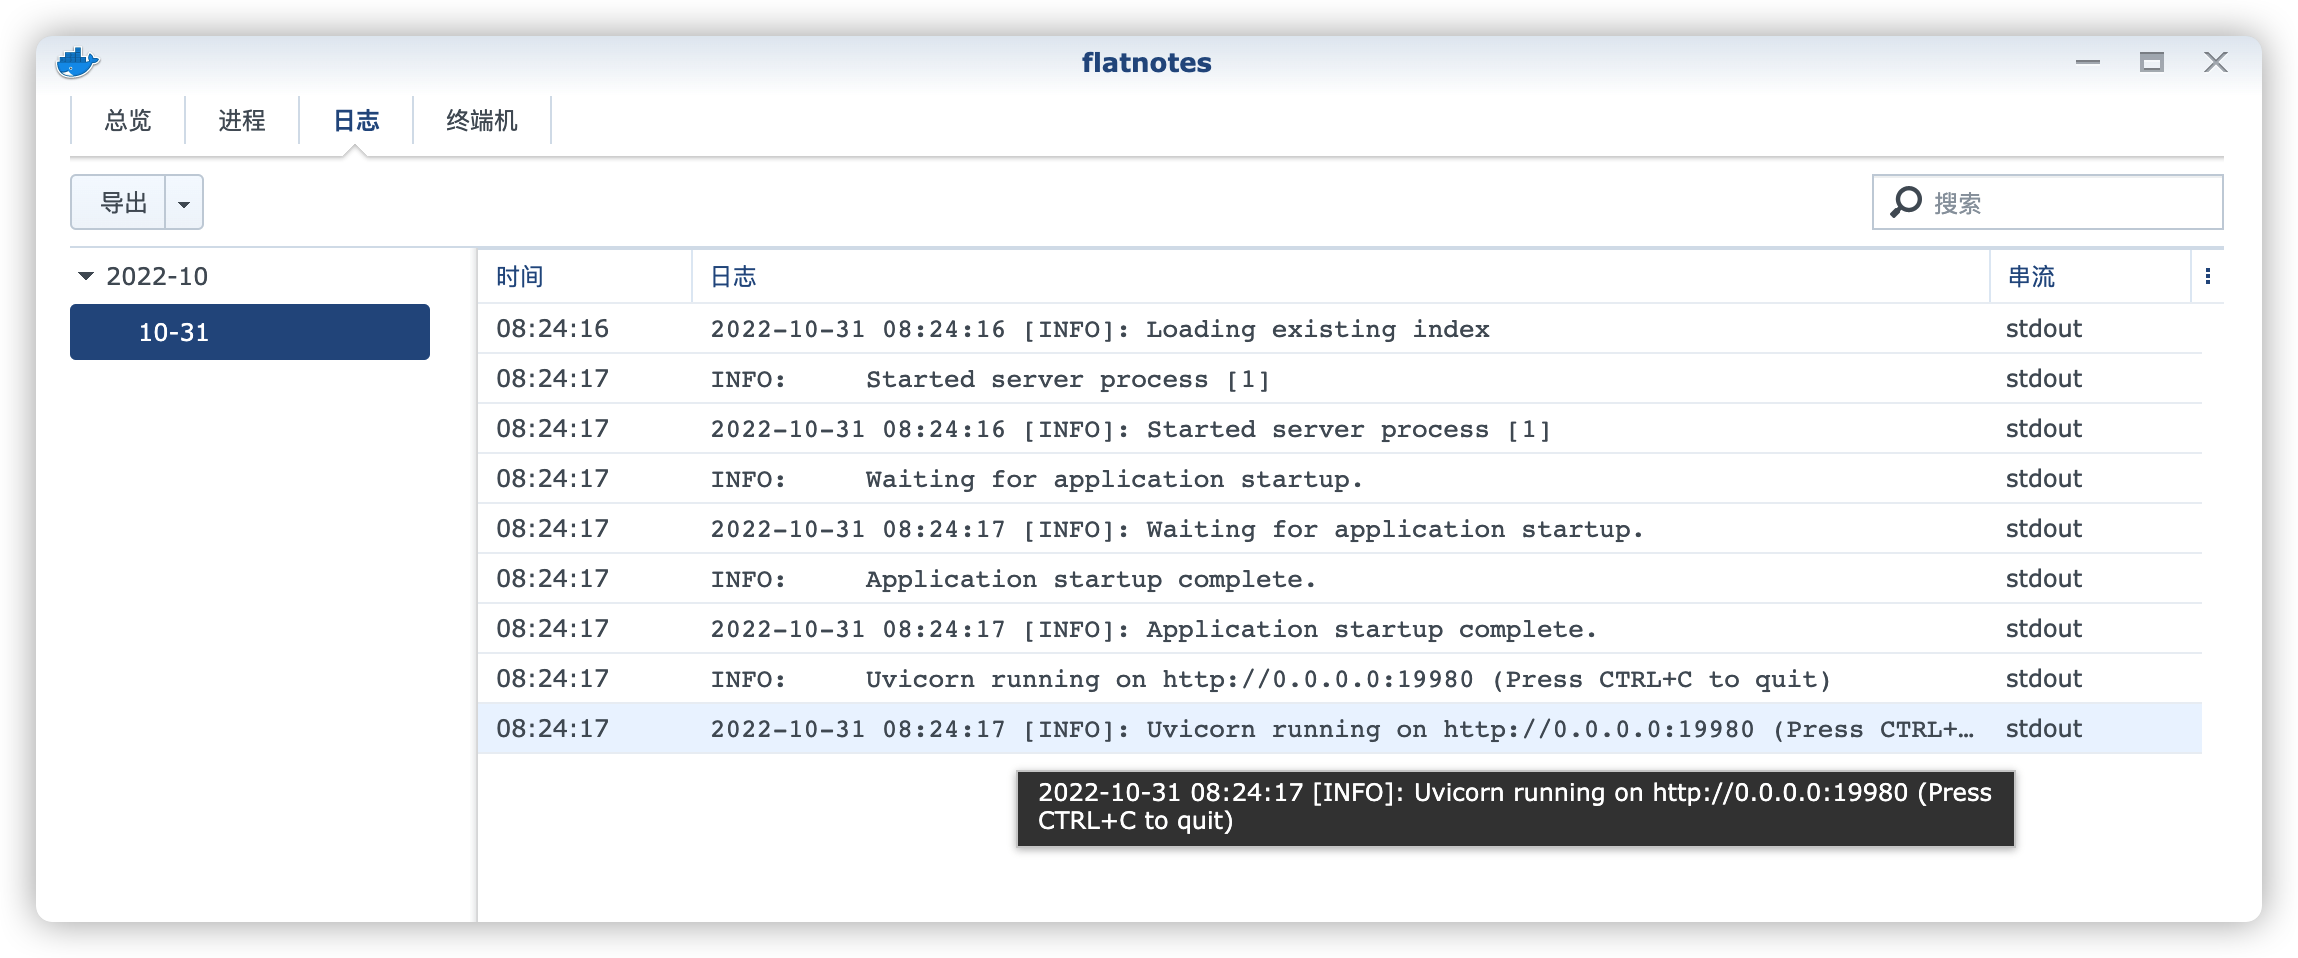 flatnotes
总览 进程 日志 终端机
导出 搜索
2022-10
10-31
时间 日志 串流
08:24:16 2022-10-31 08:24:16 [INFO]: Loading existing index stdout
08:24:17 INFO: Started server process [1] stdout
08:24:17 2022-10-31 08:24:16 [INFO]: Started server process [1] stdout
08:24:17 INFO: Waiting for application startup. stdout
08:24:17 2022-10-31 08:24:17 [INFO]: Waiting for application startup. stdout
08:24:17 INFO: Application startup complete. stdout
08:24:17 2022-10-31 08:24:17 [INFO]: Application startup complete. stdout
08:24:17 INFO: Uvicorn running on http://0.0.0.0:19980 (Press CTRL+C to quit) stdout
08:24:17 2022-10-31 08:24:17 [INFO]: Uvicorn running on http://0.0.0.0:19980 (Press CTRL+… stdout
2022-10-31 08:24:17 [INFO]: Uvicorn running on http://0.0.0.0:19980 (Press
CTRL+C to quit)